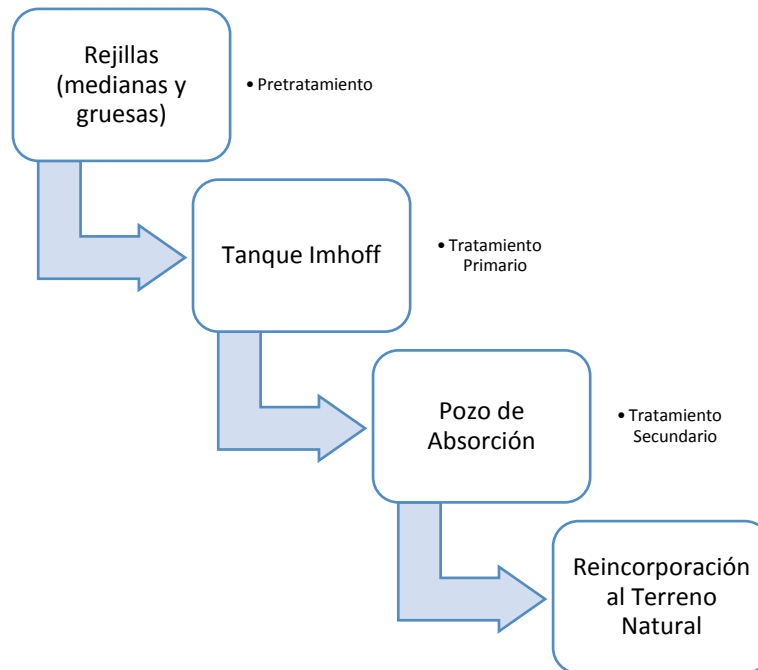 Rejillas
(medianas y
gruesas)
• Pretratamiento
Tanque Imhoff
• Tratamiento
Primario
Pozo de
Absorción
• Tratamiento
Secundario
Reincorporación
al Terreno
Natural